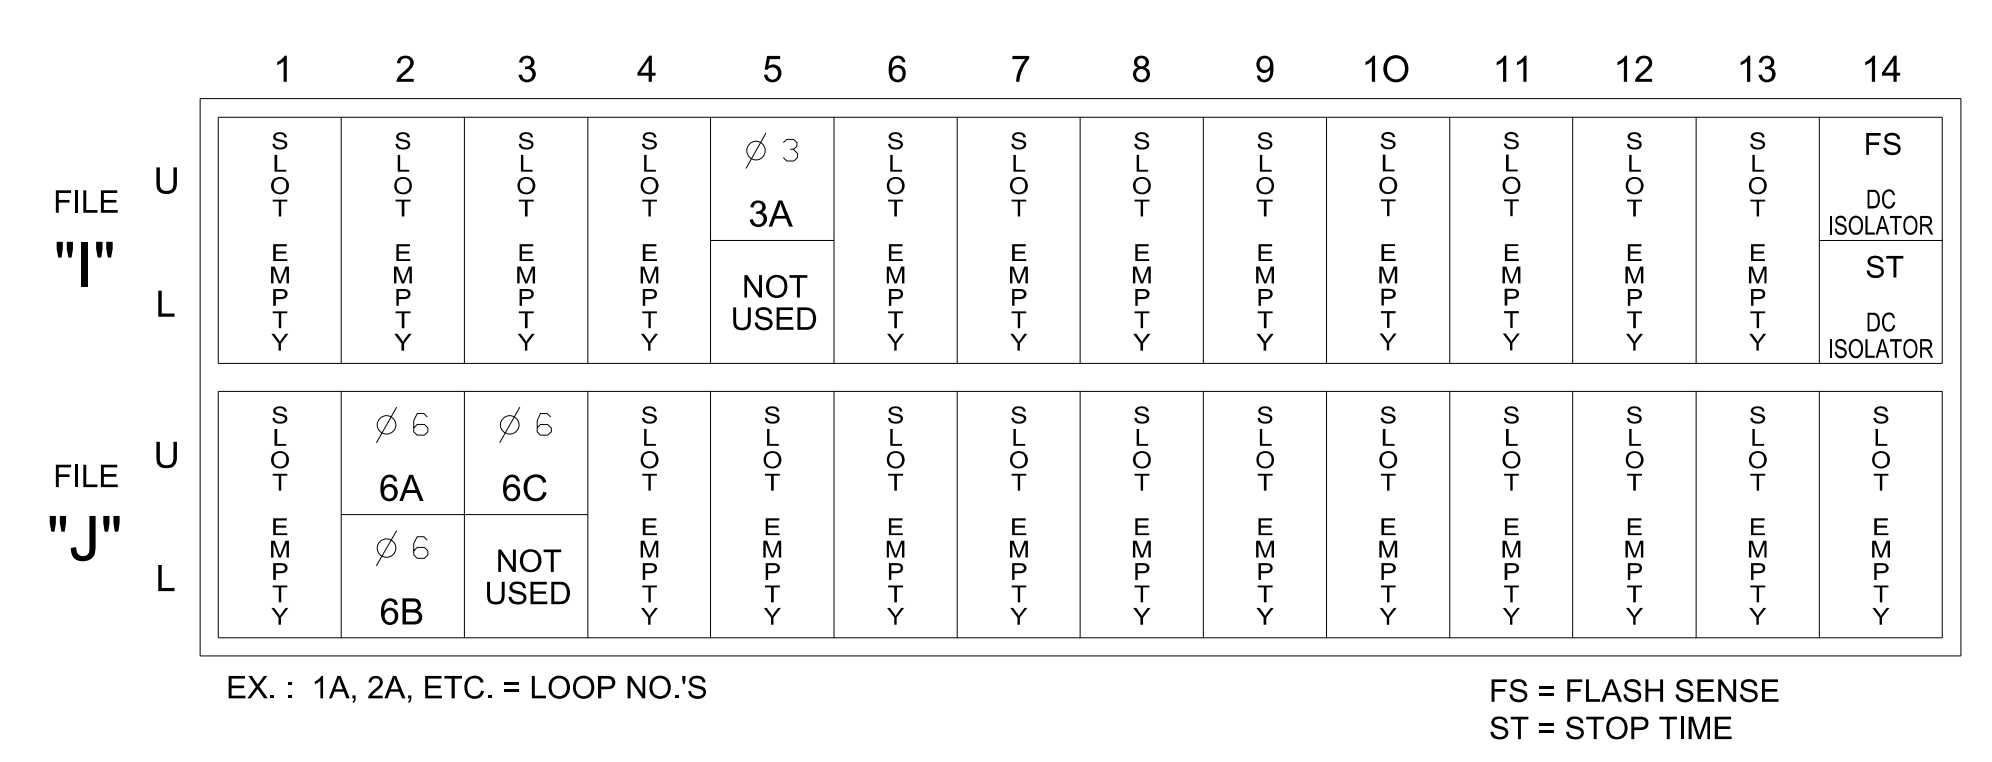 1 2 3 4 5 6 7 8 9 10 11 12 13 14
FILE "I"
U
L
SLOT EMPTY
SLOT EMPTY
SLOT EMPTY
SLOT EMPTY
Ø 3
3A
NOT
USED
SLOT EMPTY
SLOT EMPTY
SLOT EMPTY
SLOT EMPTY
SLOT EMPTY
SLOT EMPTY
SLOT EMPTY
SLOT EMPTY
FS
DC
ISOLATOR
ST
DC
ISOLATOR
FILE "J"
U
L
SLOT EMPTY
Ø 6
6A
Ø 6
6B
Ø 6
6C
NOT
USED
SLOT EMPTY
SLOT EMPTY
SLOT EMPTY
SLOT EMPTY
SLOT EMPTY
SLOT EMPTY
SLOT EMPTY
SLOT EMPTY
SLOT EMPTY
SLOT EMPTY
SLOT EMPTY
EX. : 1A, 2A, ETC. = LOOP NO.'S
FS = FLASH SENSE
ST = STOP TIME